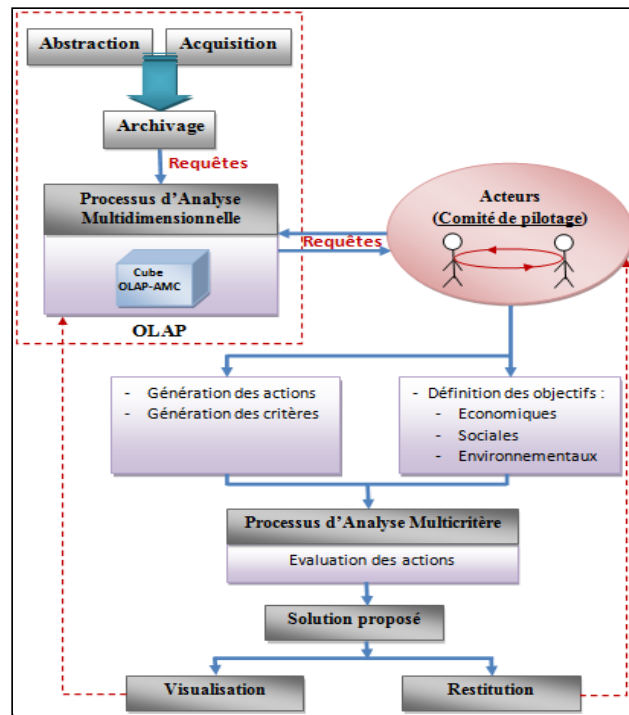 Abstraction
Acquisition
Archivage
Requêtes
Processus d'Analyse
Multidimensionnelle
Cube
OLAP-AMC
OLAP
Requêtes
Acteurs
(Comité de pilotage)
- Génération des actions
- Génération des critères
- Définition des objectifs :
- Economiques
- Sociales
- Environnementaux
Processus d'Analyse Multicritère
Evaluation des actions
Solution proposé
Visualisation
Restitution